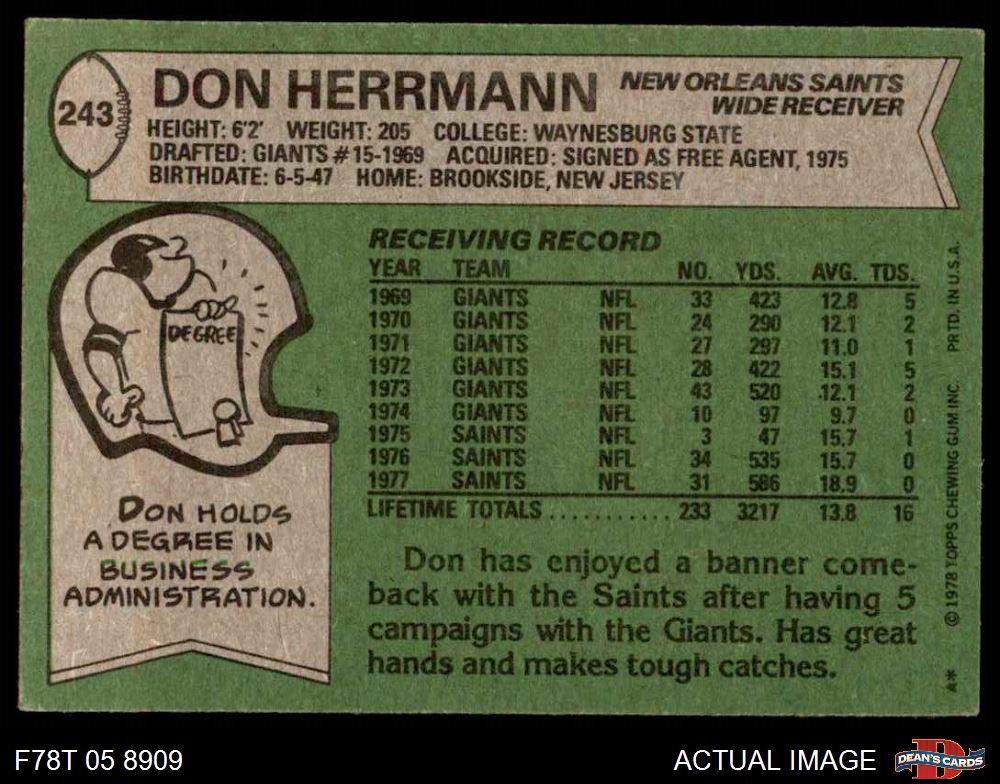 243
DON HERRMANN
NEW ORLEANS SAINTS
WIDE RECEIVER
HEIGHT: 6'2' WEIGHT: 205 COLLEGE: WAYNESBURG STATE
DRAFTED: GIANTS #15-1969 ACQUIRED: SIGNED AS FREE AGENT, 1975
BIRTHDATE: 6-5-47 HOME: BROOKSIDE, NEW JERSEY
DEGREE
DON HOLDS
A DEGREE IN
BUSINESS
ADMINISTRATION.
RECEIVING RECORD
YEAR TEAM NO. YDS. AVG. TDS.
1969 GIANTS NFL 33 423 12.8 5
1970 GIANTS NFL 24 290 12.1 2
1971 GIANTS NFL 27 297 11.0 1
1972 GIANTS NFL 28 422 15.1 5
1973 GIANTS NFL 43 520 12.1 2
1974 GIANTS NFL 10 97 9.7 0
1975 SAINTS NFL 3 47 15.7 1
1976 SAINTS NFL 34 535 15.7 0
1977 SAINTS NFL 31 586 18.9 0
LIFETIME TOTALS ........... 233 3217 13.8 16
Don has enjoyed a banner come-
back with the Saints after having 5
campaigns with the Giants. Has great
hands and makes tough catches.
A* © 1978 TOPPS CHEWING GUM INC. PRTD. IN U.S.A.
F78T 05 8909
ACTUAL IMAGE
D
DEAN'S CARDS